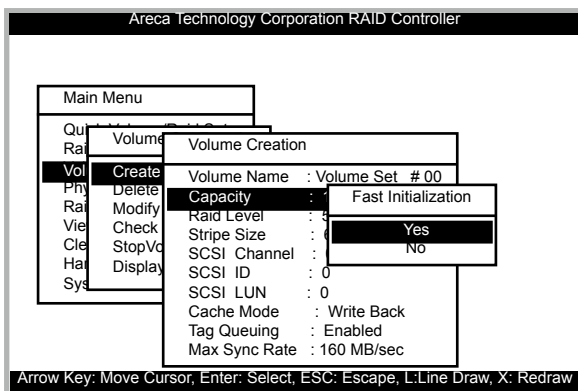 Areca Technology Corporation RAID Controller
Main Menu
Volume
Create
Delete
Modify
Check
Display
Volume Creation
Volume Name : Volume Set # 00
Capacity :
Raid Level : 5
Stripe Size : 6
SCSI Channel :
SCSI ID : 0
SCSI LUN : 0
Cache Mode : Write Back
Tag Queuing : Enabled
Max Sync Rate : 160 MB/sec
Fast Initialization
Yes
No
Arrow Key: Move Cursor, Enter: Select, ESC: Escape, L:Line Draw, X: Redraw